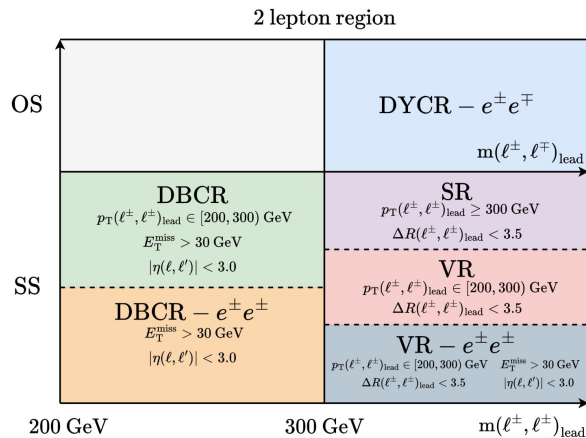 2 lepton region
OS
DYCR − e±e∓
m(ℓ±, ℓ∓)lead
SS
DBCR
pT(ℓ±, ℓ±)lead ∈ [200, 300) GeV
ETmiss > 30 GeV
|η(ℓ, ℓ′)| < 3.0
SR
pT(ℓ±, ℓ±)lead ≥ 300 GeV
ΔR(ℓ±, ℓ±)lead < 3.5
VR
pT(ℓ±, ℓ±)lead ∈ [200, 300) GeV
ΔR(ℓ±, ℓ±)lead < 3.5
DBCR − e±e±
ETmiss > 30 GeV
|η(ℓ, ℓ′)| < 3.0
VR − e±e±
pT(ℓ±, ℓ±)lead ∈ [200, 300) GeV ETmiss > 30 GeV
ΔR(ℓ±, ℓ±)lead < 3.5 |η(ℓ, ℓ′)| < 3.0
200 GeV 300 GeV m(ℓ±, ℓ±)lead